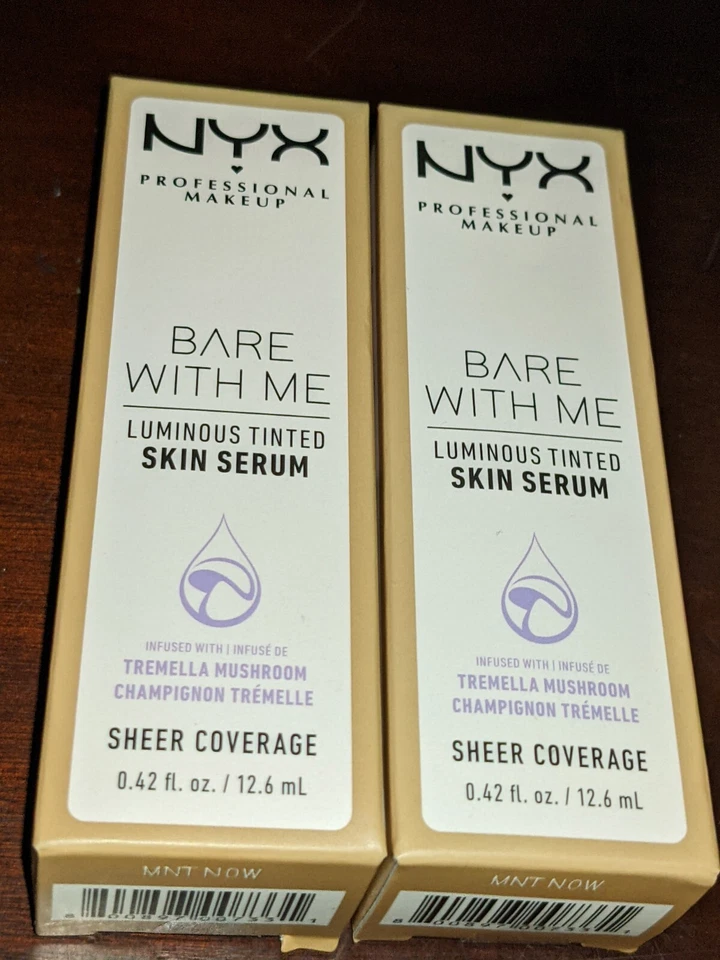 NYX
PROFESSIONAL
MAKEUP
BARE
WITH ME
LUMINOUS TINTED
SKIN SERUM
INFUSED WITH | INFUSÉ DE
TREMELLA MUSHROOM
CHAMPIGNON TRÉMELLE
SHEER COVERAGE
0.42 fl. oz. / 12.6 mL
MNT NOW
NYX
PROFESSIONAL
MAKEUP
BARE
WITH ME
LUMINOUS TINTED
SKIN SERUM
INFUSED WITH | INFUSÉ DE
TREMELLA MUSHROOM
CHAMPIGNON TRÉMELLE
SHEER COVERAGE
0.42 fl. oz. / 12.6 mL
MNT NOW